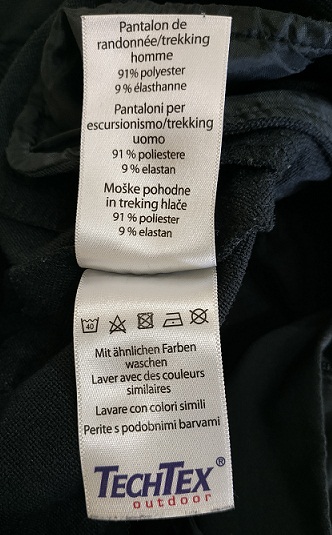 Pantalon de
randonnée/trekking
homme
91% polyester
9 % élasthanne
Pantaloni per
escursionismo/trekking
uomo
91 % poliestere
9 % elastan
Moške pohodne
in treking hlače
91 % poliester
9 % elastan
40
Mit ähnlichen Farben
waschen
Laver avec des couleurs
similaires
Lavare con colori simili
Perite s podobnimi barvami
TECHTEX®
outdoor